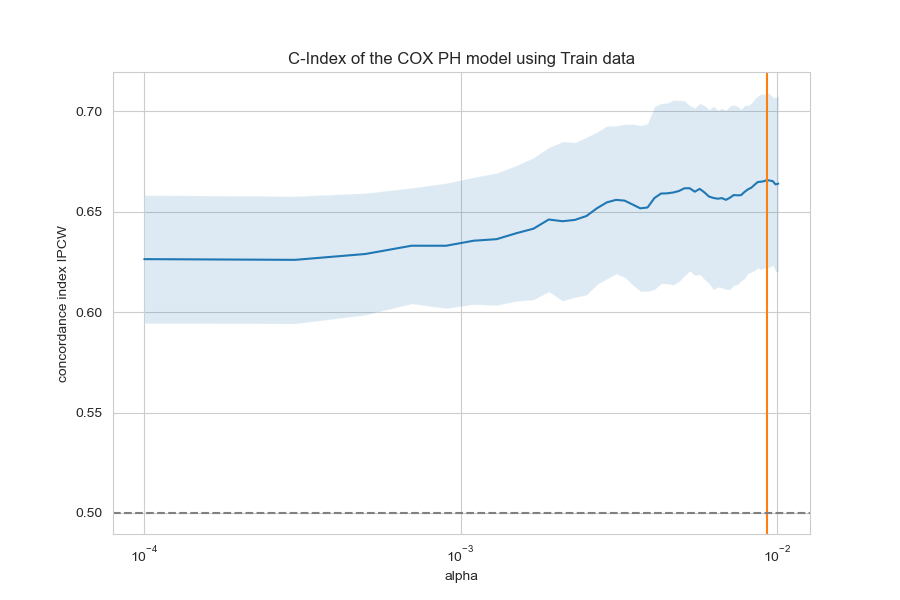 C-Index of the COX PH model using Train data
concordance index IPCW
0.70
0.65
0.60
0.55
0.50
10⁻⁴
10⁻³
10⁻²
alpha